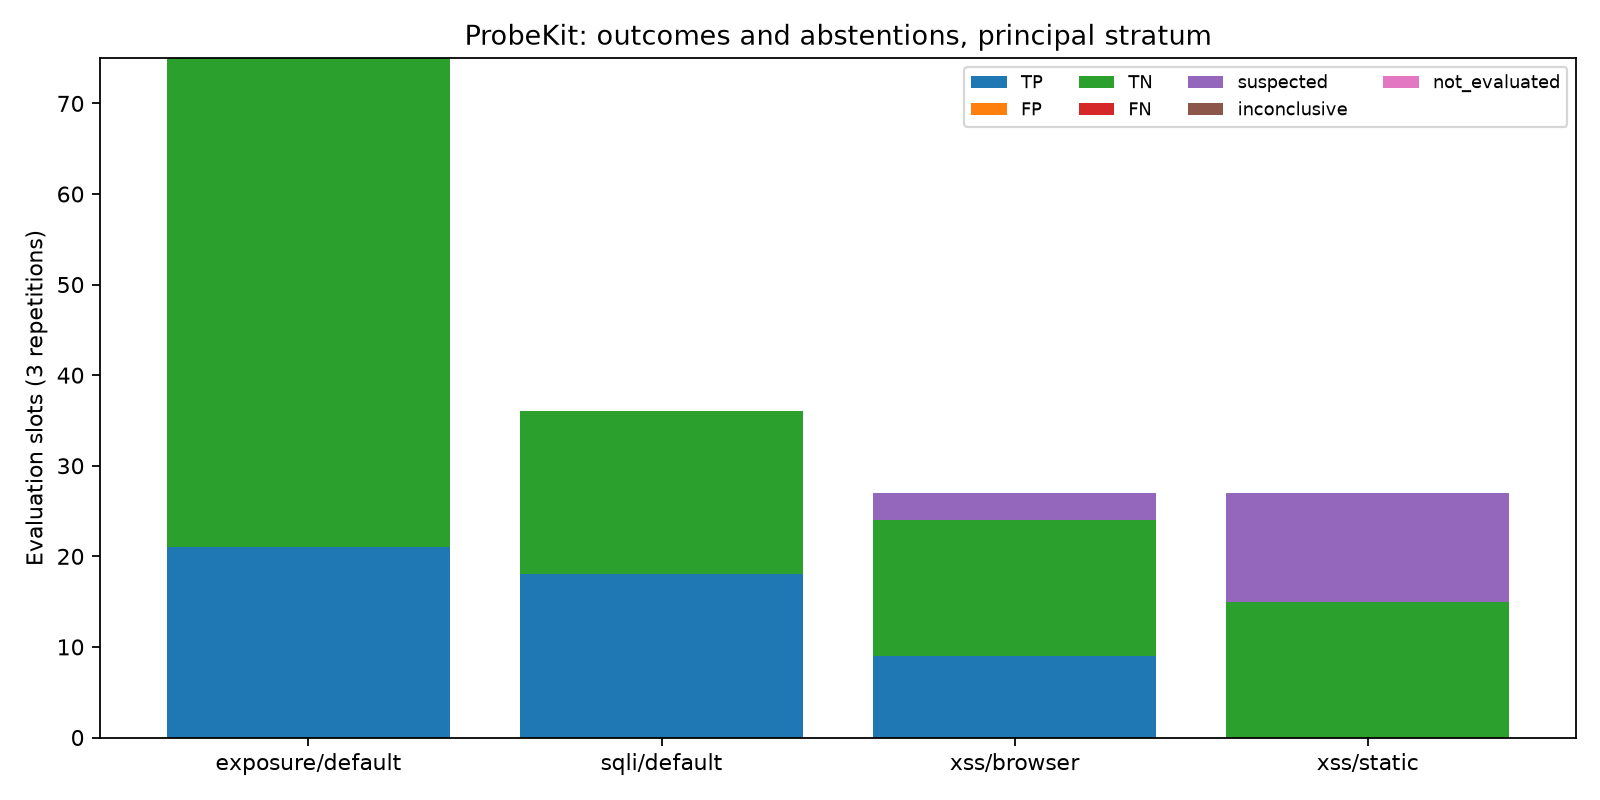 ProbeKit: outcomes and abstentions, principal stratum
TP
FP
TN
FN
suspected
inconclusive
not_evaluated
Evaluation slots (3 repetitions)
70
60
50
40
30
20
10
0
exposure/default
sqli/default
xss/browser
xss/static